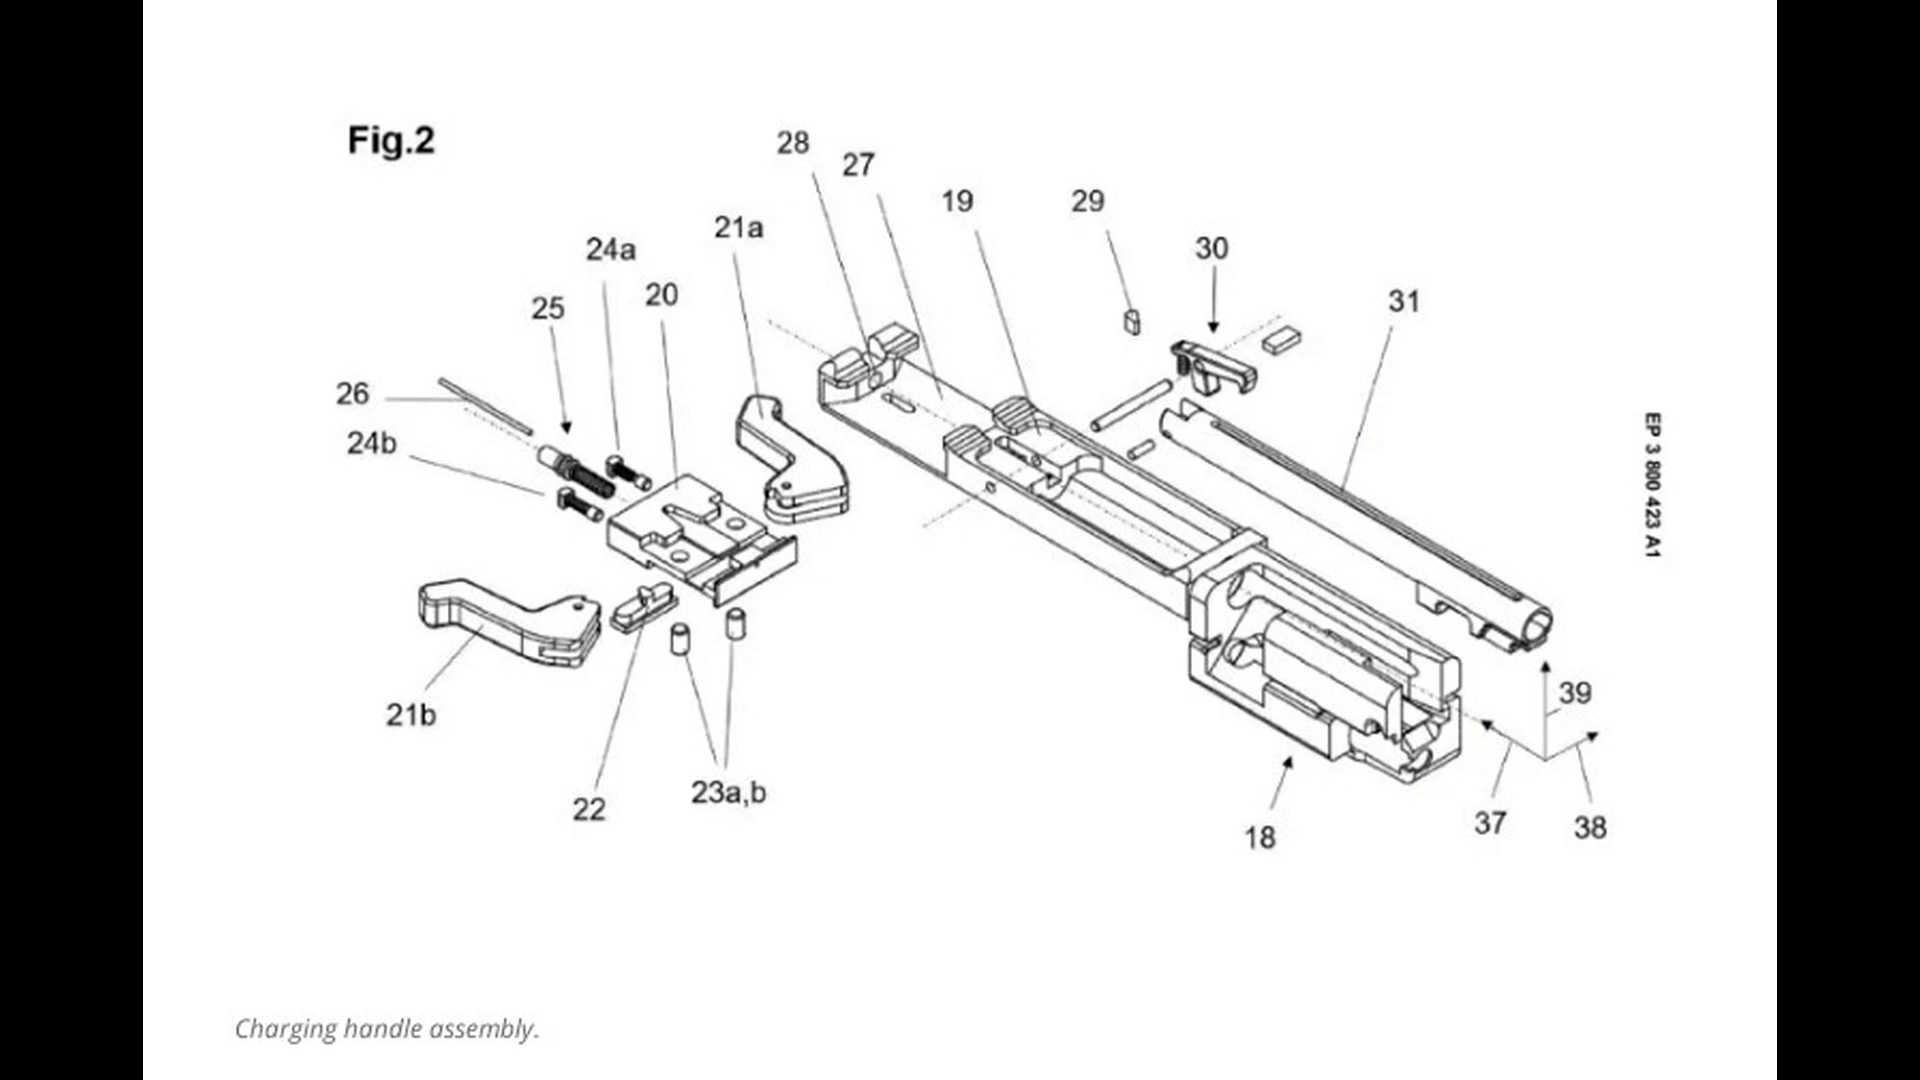 Fig.2
28
27
19
29
21a
24a
30
20
25
31
26
24b
EP 3 800 423 A1
39
21b
23a,b
22
37
38
18
Charging handle assembly.